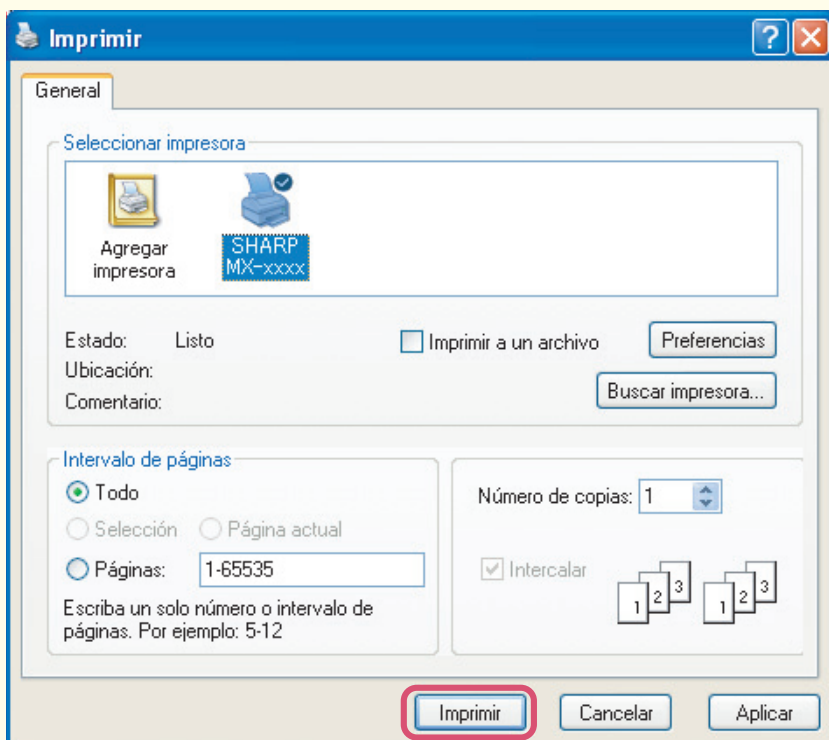 Imprimir
General
Seleccionar impresora
Agregar
impresora
SHARP
MX-xxxx
Estado: Listo
Imprimir a un archivo
Preferencias
Ubicación:
Comentario:
Buscar impresora...
Intervalo de páginas
Todo
Selección Página actual
Páginas: 1-65535
Escriba un solo número o intervalo de
páginas. Por ejemplo: 5-12
Número de copias: 1
Intercalar
1 2 3 1 2 3
Imprimir Cancelar Aplicar